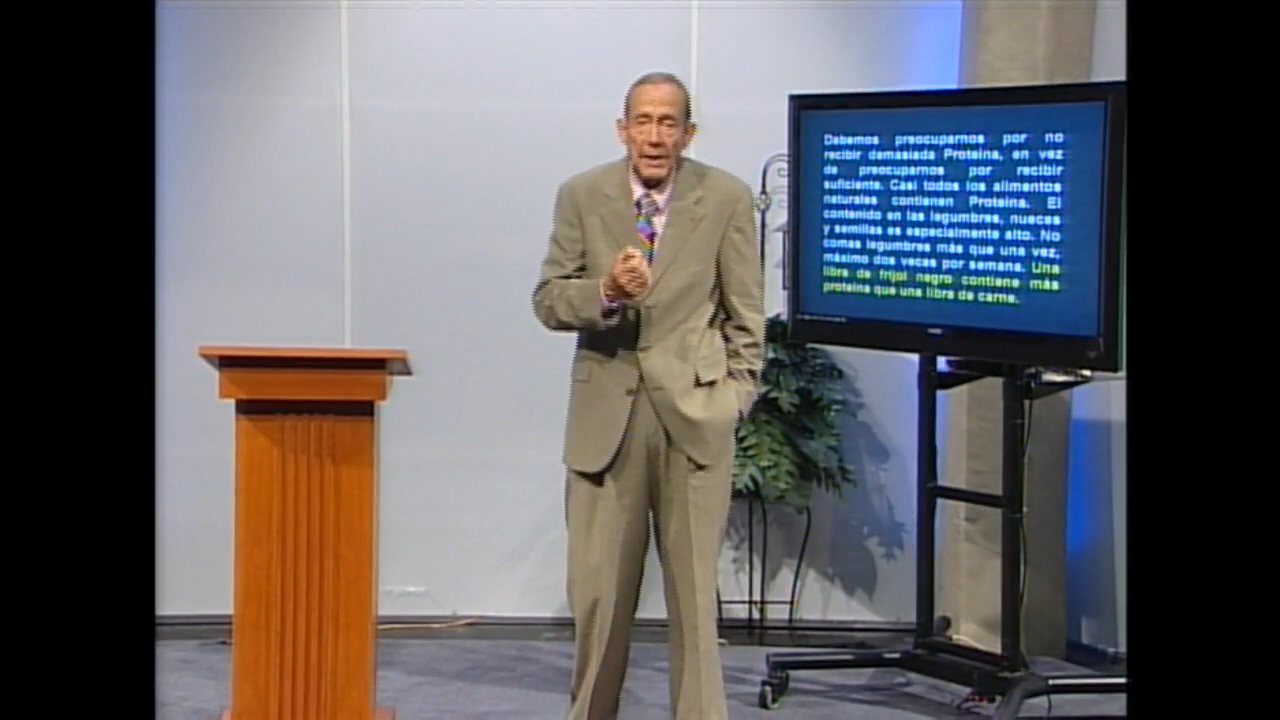 Debemos preocuparnos por no
recibir demasiada Proteína, en vez
de preocuparnos por recibir
suficiente. Casi todos los alimentos
naturales contienen Proteína. El
contenido en las legumbres, nueces
y semillas es especialmente alto. No
comas legumbres más que una vez,
máximo dos veces por semana. Una
libra de frijol negro contiene más
proteína que una libra de carne.